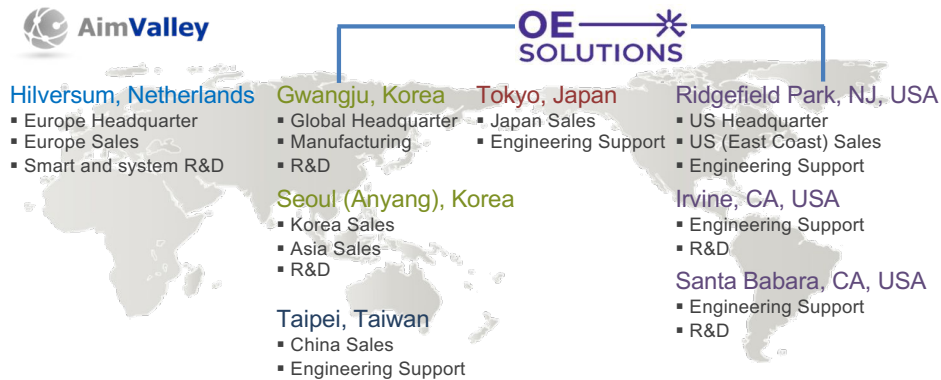 AimValley
OE
SOLUTIONS
Hilversum, Netherlands
▪ Europe Headquarter
▪ Europe Sales
▪ Smart and system R&D
Gwangju, Korea
▪ Global Headquarter
▪ Manufacturing
▪ R&D
Seoul (Anyang), Korea
▪ Korea Sales
▪ Asia Sales
▪ R&D
Taipei, Taiwan
▪ China Sales
▪ Engineering Support
Tokyo, Japan
▪ Japan Sales
▪ Engineering Support
Ridgefield Park, NJ, USA
▪ US Headquarter
▪ US (East Coast) Sales
▪ Engineering Support
Irvine, CA, USA
▪ Engineering Support
▪ R&D
Santa Babara, CA, USA
▪ Engineering Support
▪ R&D